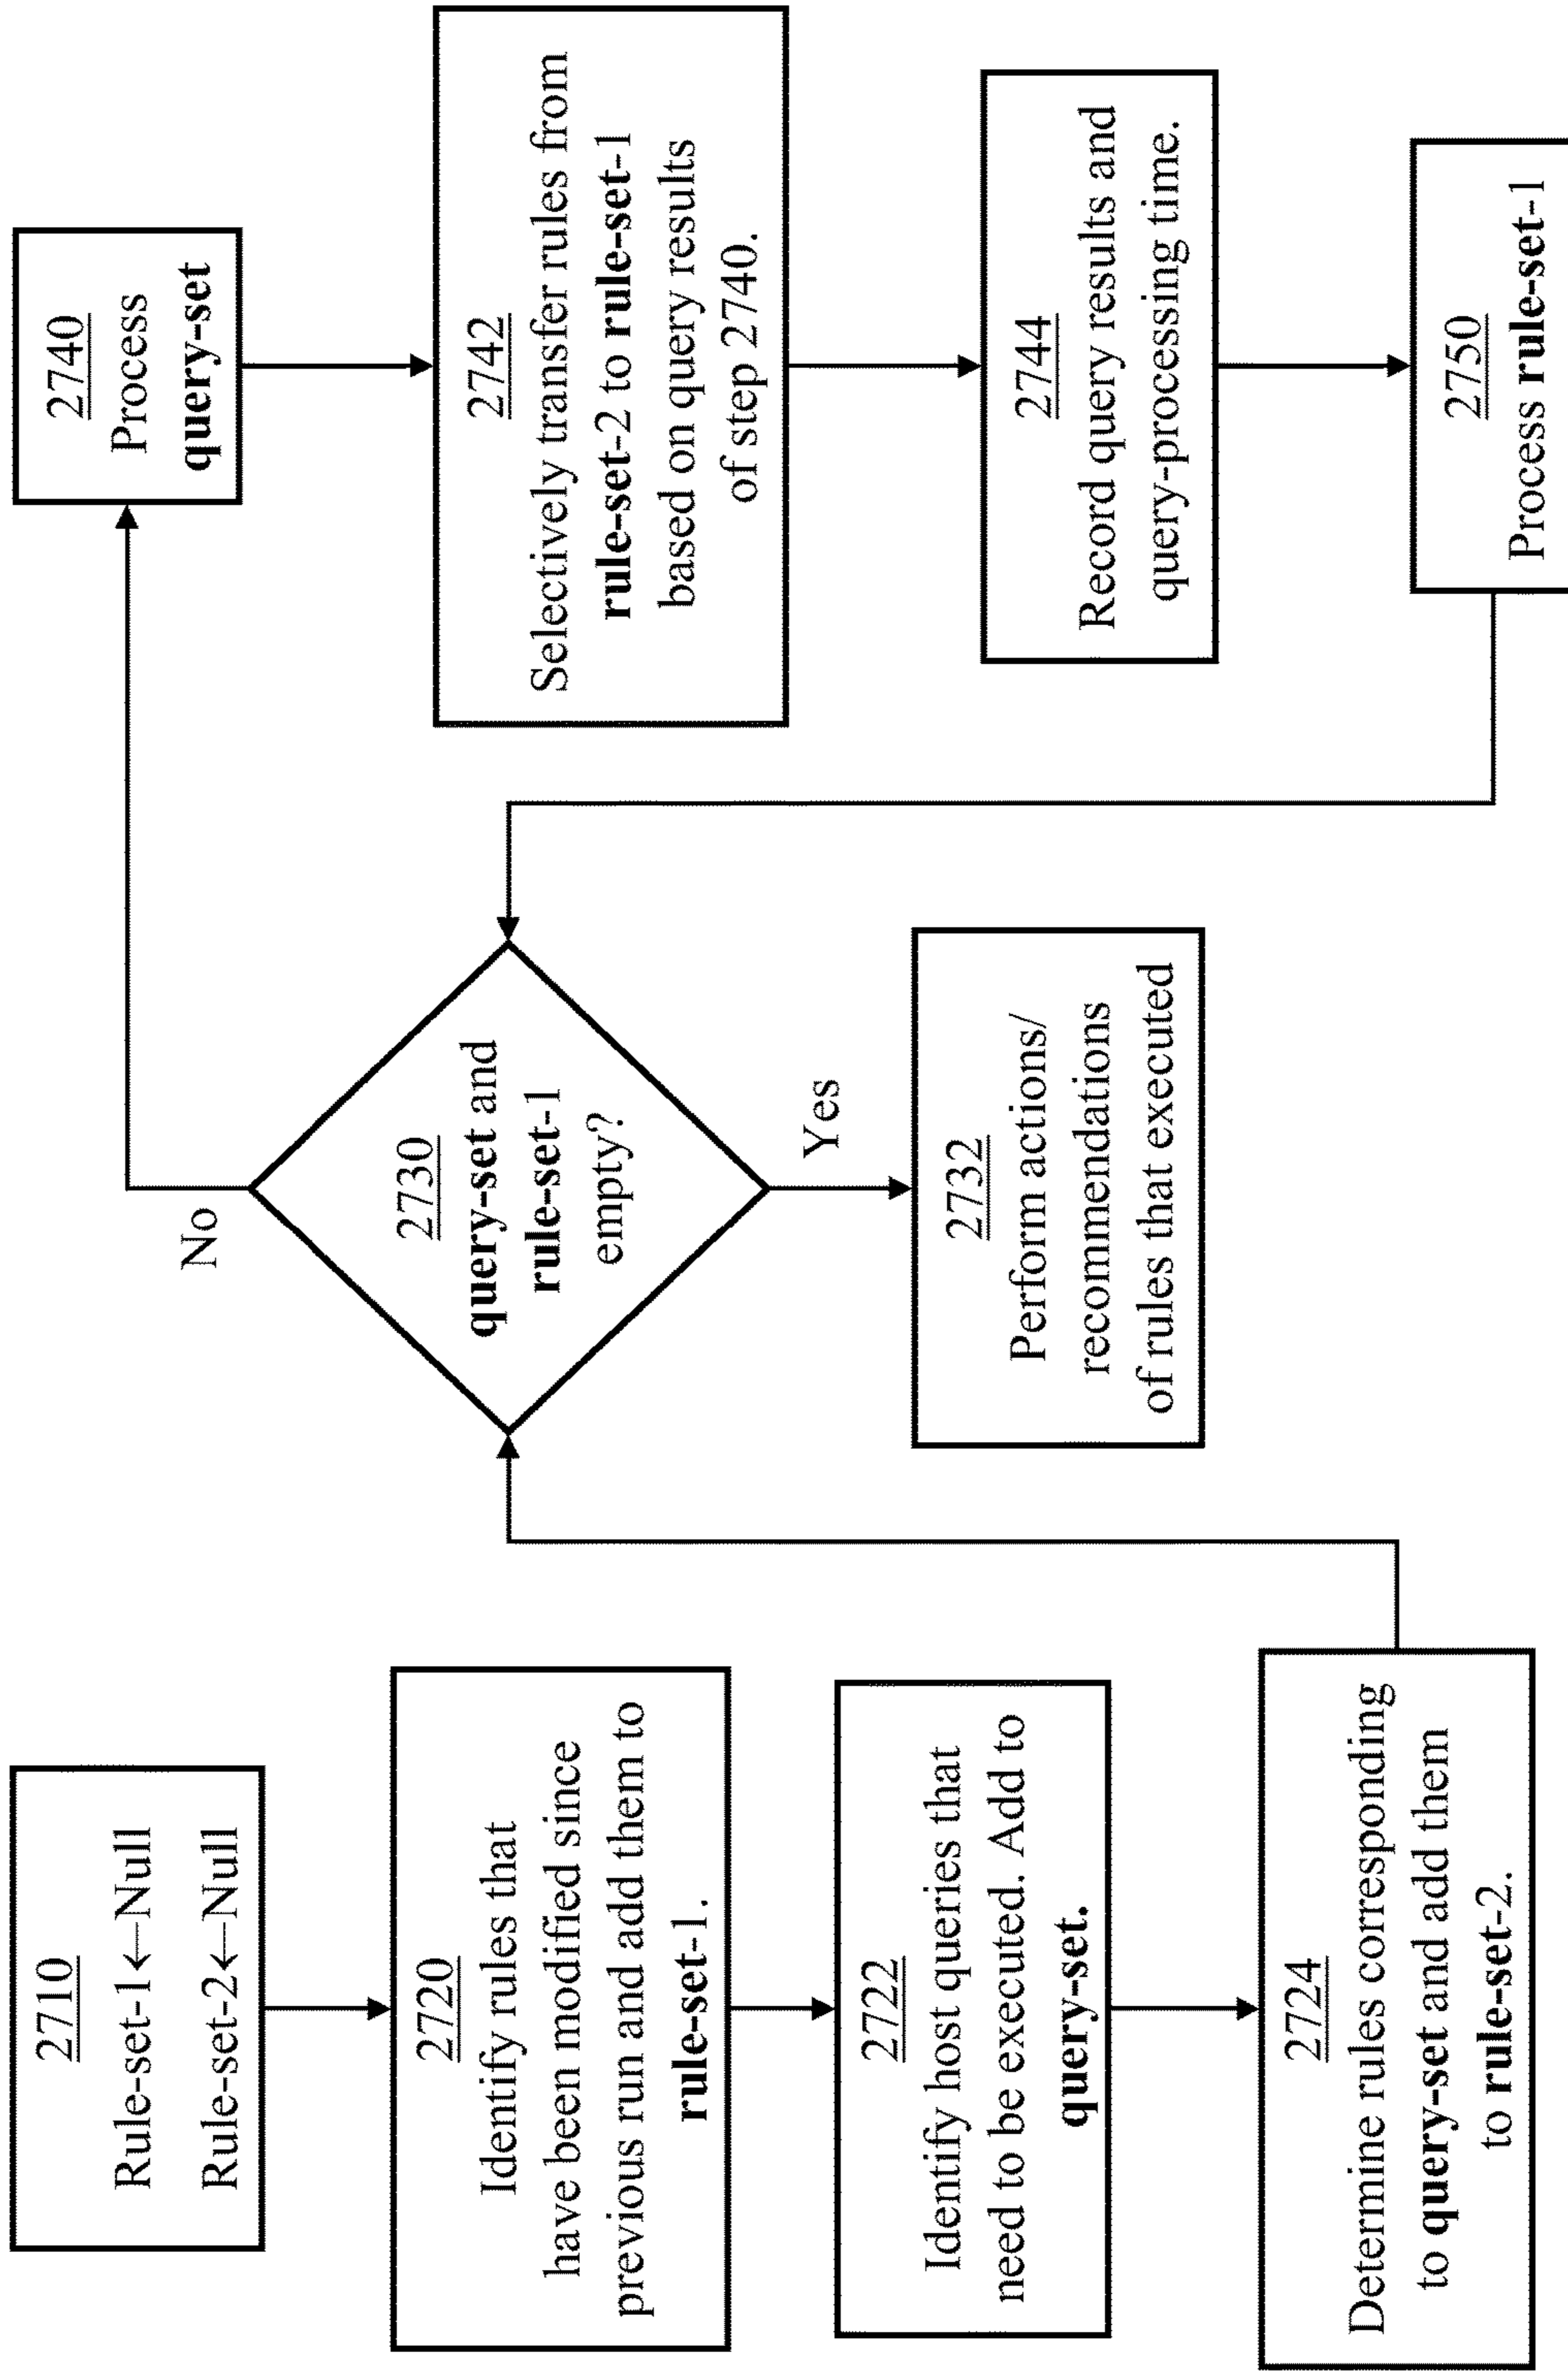 2710
Rule-set-1←Null
Rule-set-2←Null
2720
Identify rules that
have been modified since
previous run and add them to
rule-set-1.
2722
Identify host queries that
need to be executed. Add to
query-set.
2724
Determine rules corresponding
to query-set and add them
to rule-set-2.
No
2730
query-set and
rule-set-1
empty?
Yes
2732
Perform actions/
recommendations
of rules that executed
2740
Process
query-set
2742
Selectively transfer rules from
rule-set-2 to rule-set-1
based on query results
of step 2740.
2744
Record query results and
query-processing time.
2750
Process rule-set-1